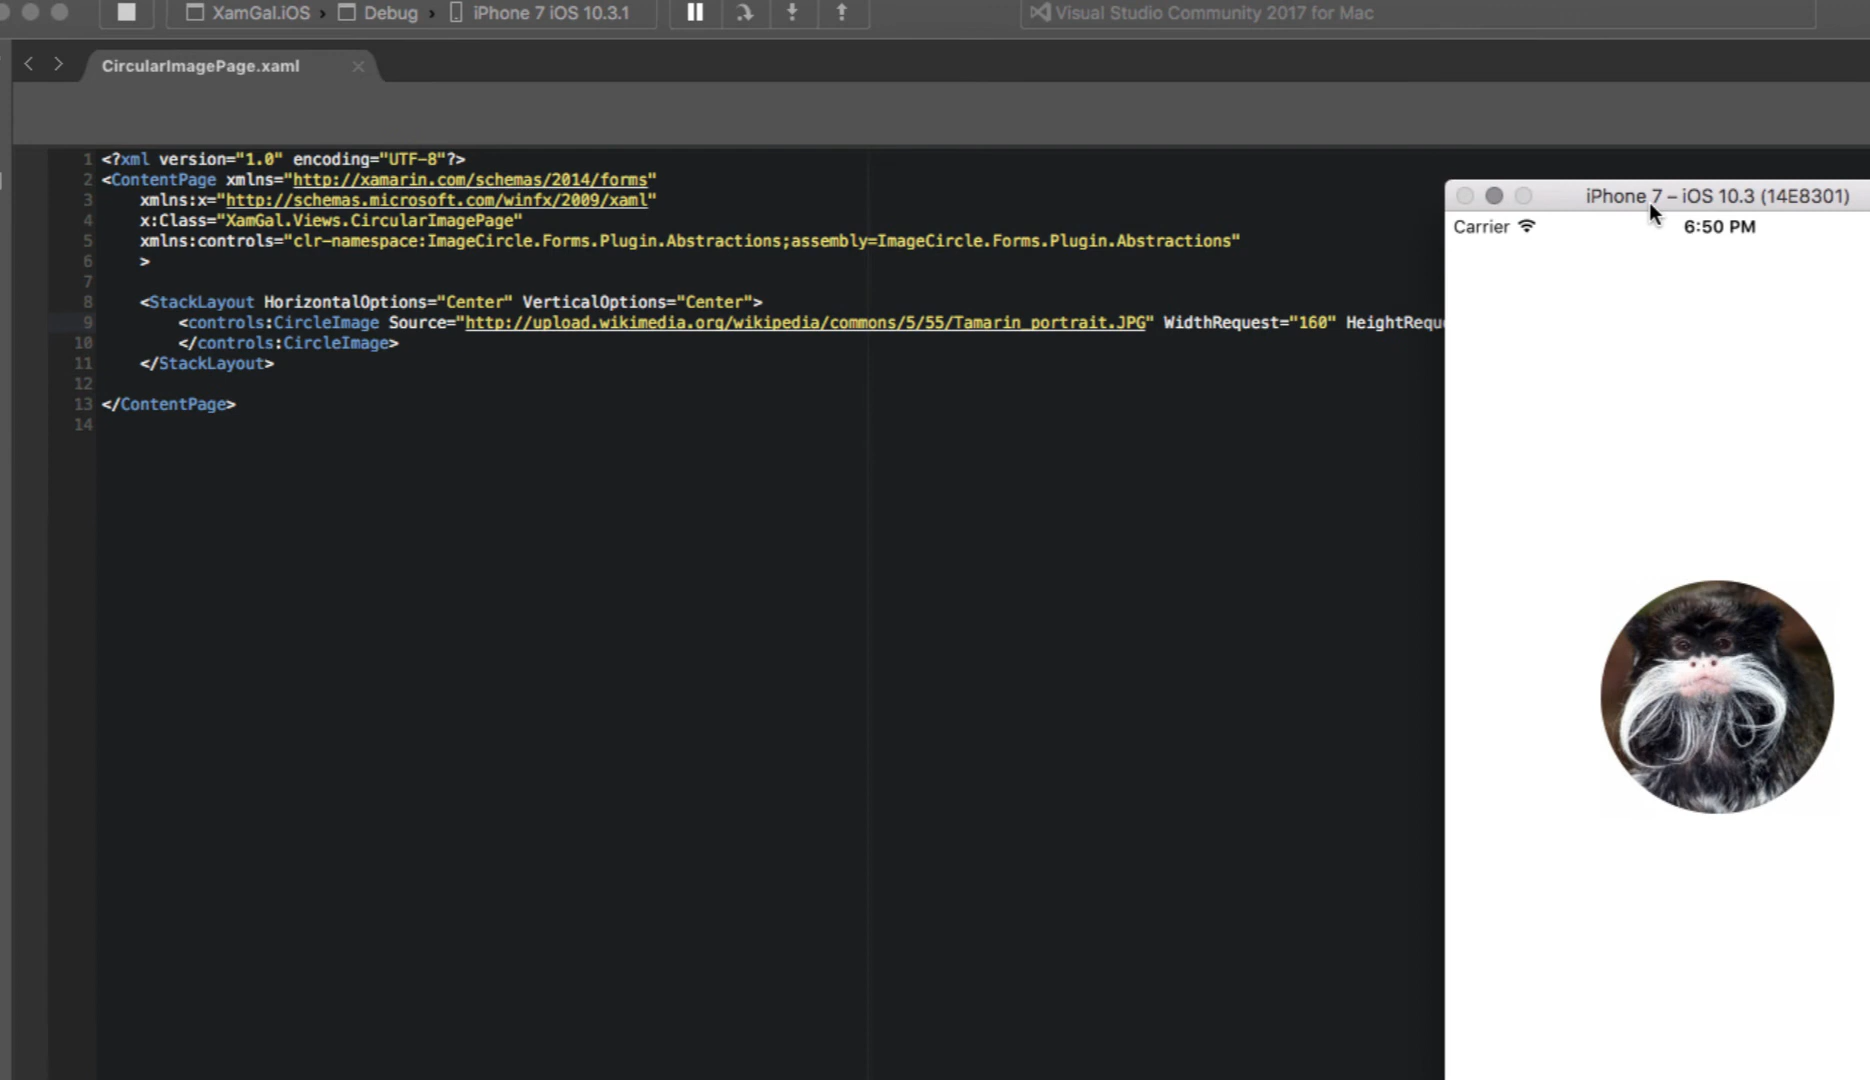 XamGal.iOS › Debug › iPhone 7 iOS 10.3.1
Visual Studio Community 2017 for Mac
CircularImagePage.xaml
1 <?xml version="1.0" encoding="UTF-8"?>
2 <ContentPage xmlns="http://xamarin.com/schemas/2014/forms"
3 xmlns:x="http://schemas.microsoft.com/winfx/2009/xaml"
4 x:Class="XamGal.Views.CircularImagePage"
5 xmlns:controls="clr-namespace:ImageCircle.Forms.Plugin.Abstractions;assembly=ImageCircle.Forms.Plugin.Abstractions"
6 >
7
8 <StackLayout HorizontalOptions="Center" VerticalOptions="Center">
9 <controls:CircleImage Source="http://upload.wikimedia.org/wikipedia/commons/5/55/Tamarin_portrait.JPG" WidthRequest="160" HeightRequ
10 </controls:CircleImage>
11 </StackLayout>
12
13 </ContentPage>
14
iPhone 7 – iOS 10.3 (14E8301)
Carrier 6:50 PM